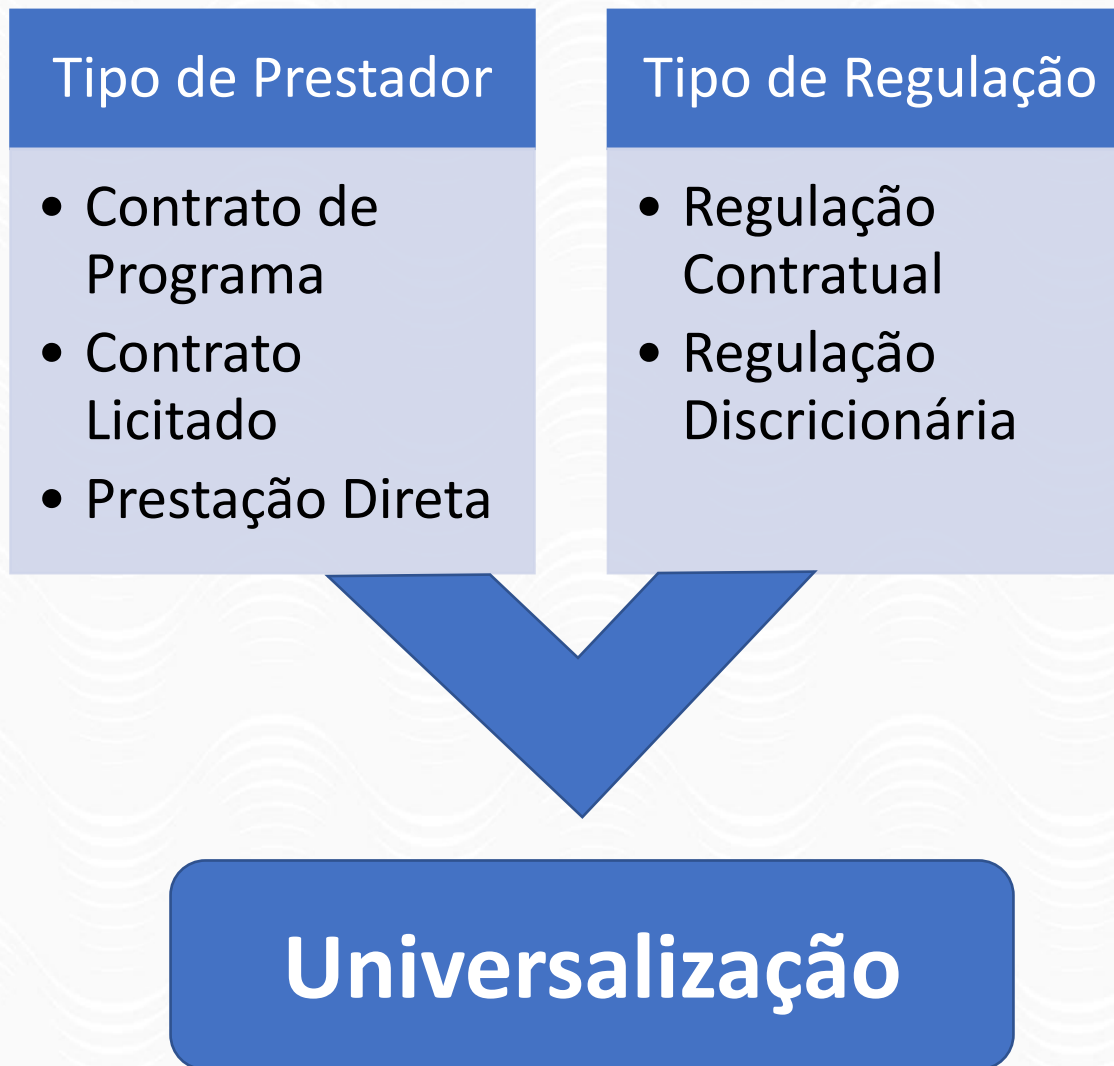 Tipo de Prestador
• Contrato de
Programa
• Contrato
Licitado
• Prestação Direta
Tipo de Regulação
• Regulação
Contratual
• Regulação
Discricionária
Universalização